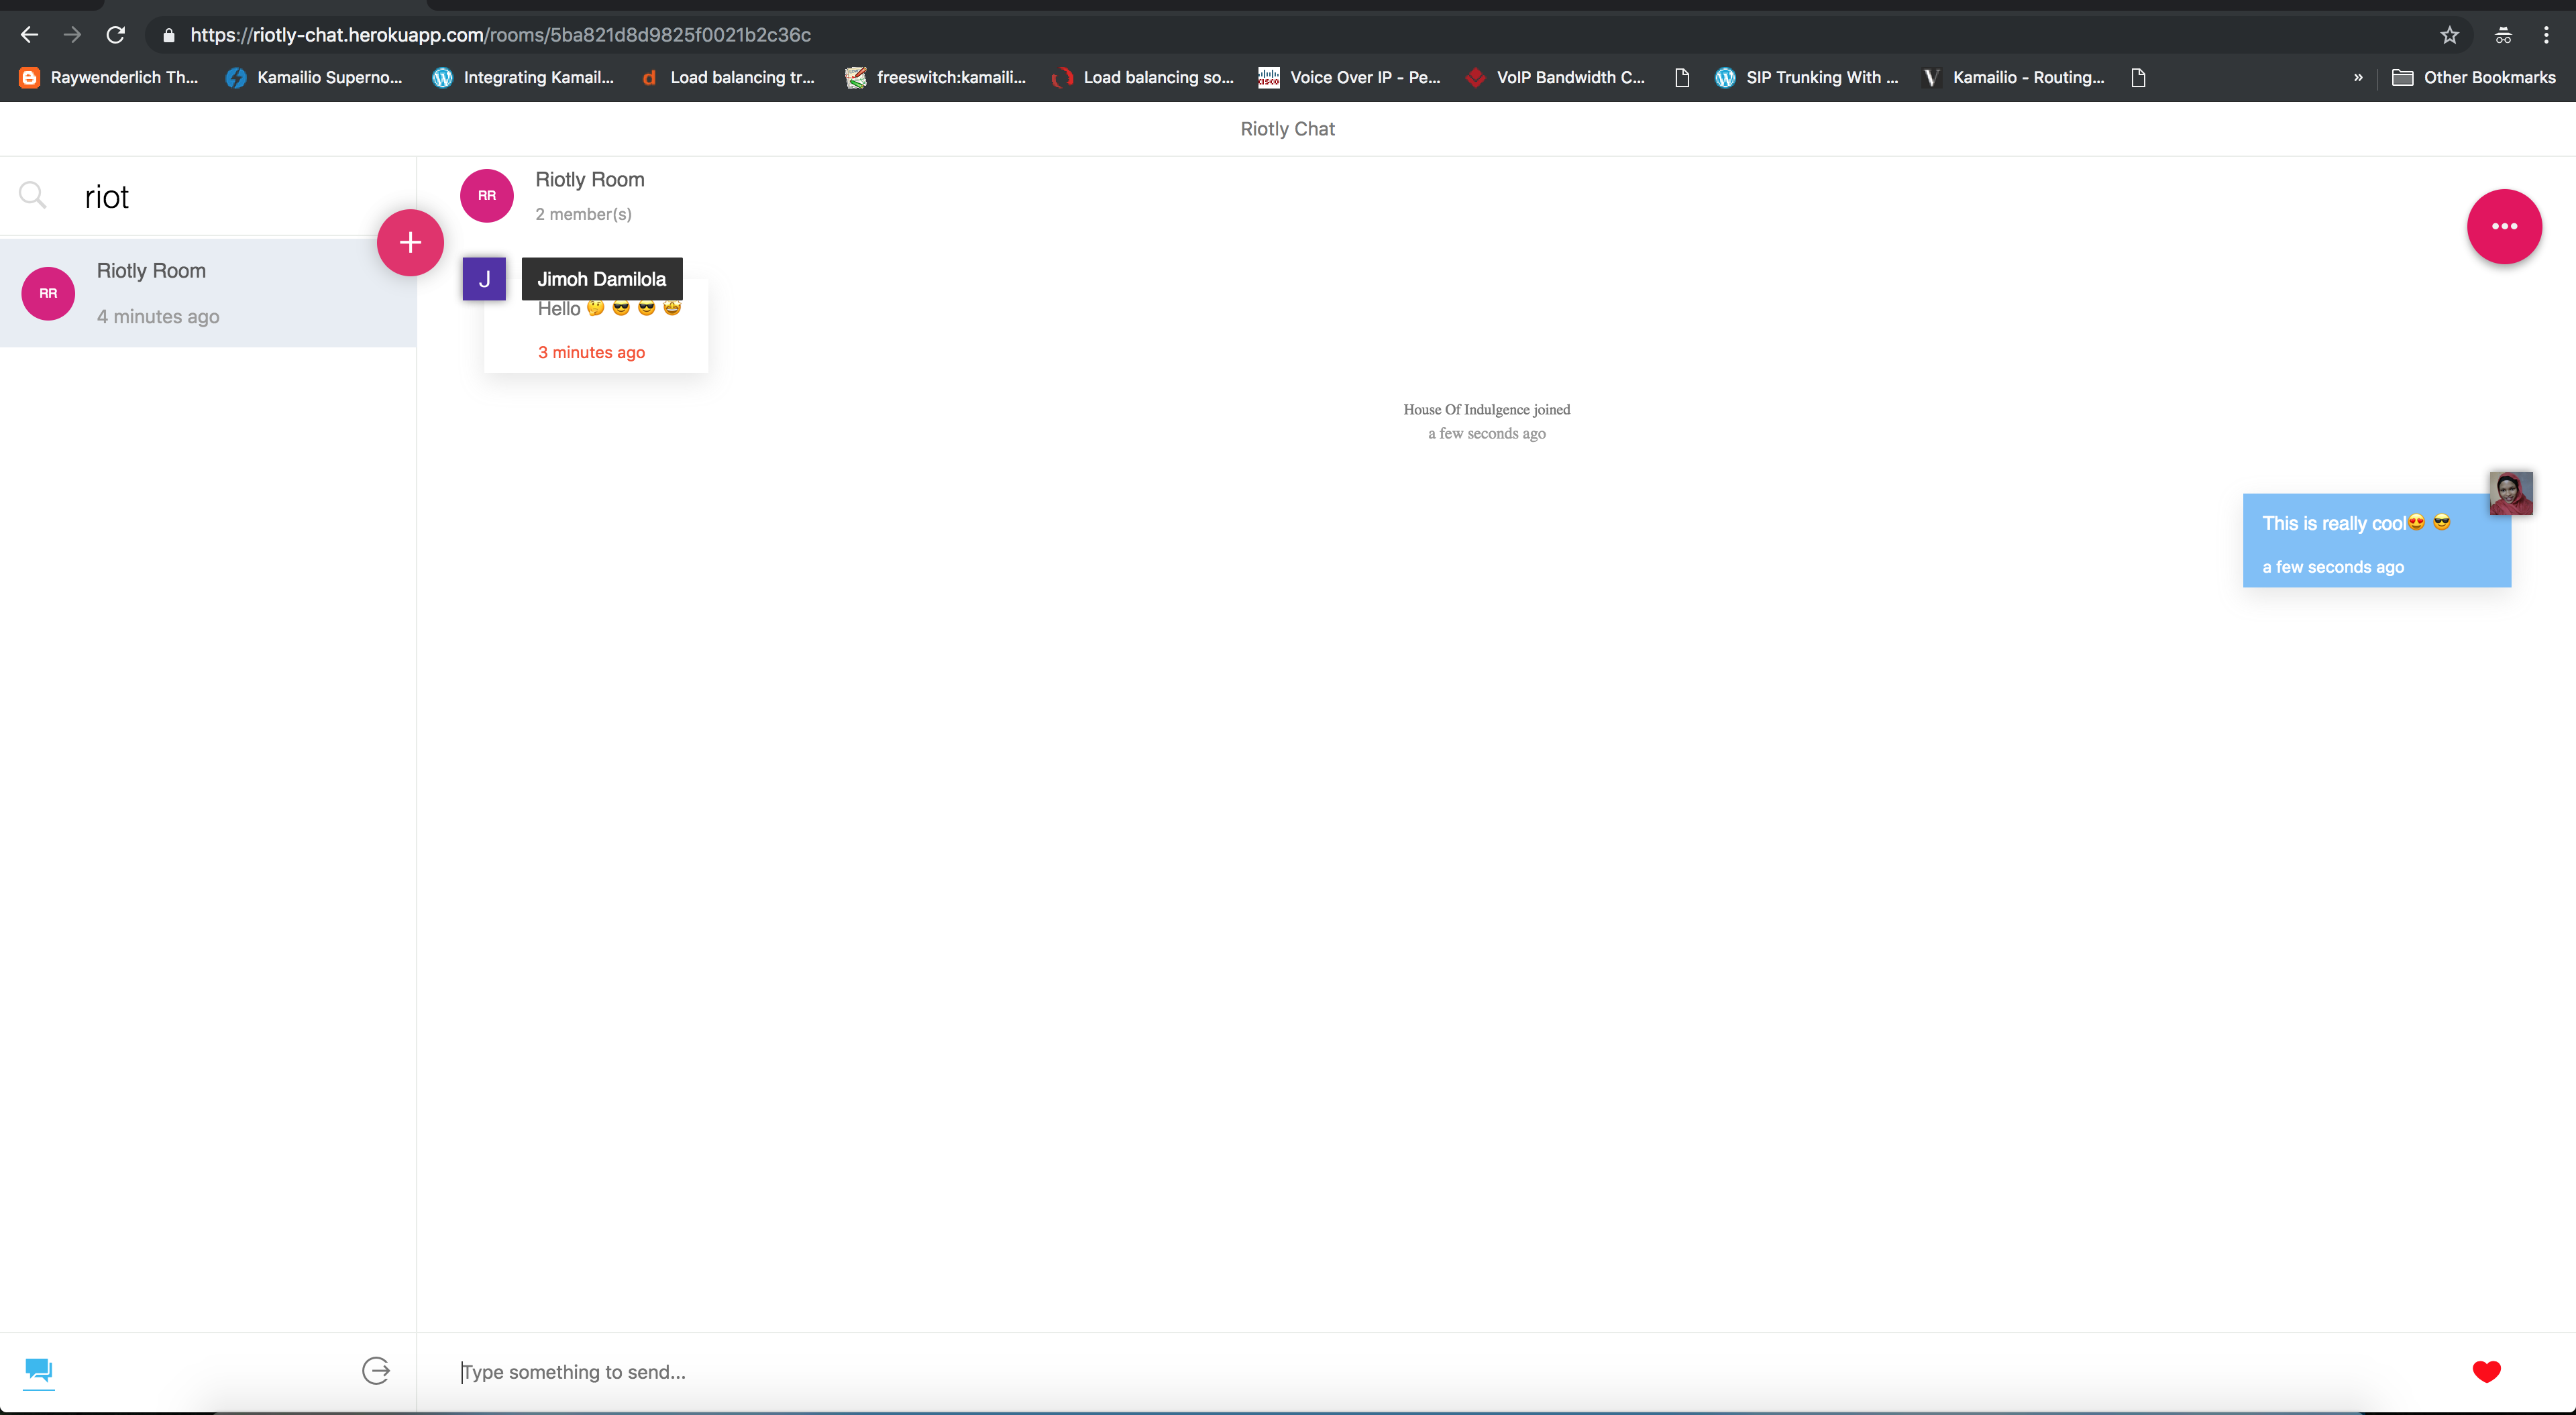 https://riotly-chat.herokuapp.com/rooms/5ba821d8d9825f0021b2c36c
Raywenderlich Th... Kamailio Superno... Integrating Kamail... Load balancing tr... freeswitch:kamaili... Load balancing so... Voice Over IP - Pe... VoIP Bandwidth C... SIP Trunking With ... Kamailio - Routing... » Other Bookmarks
Riotly Chat
riot
RR
Riotly Room
4 minutes ago
RR
Riotly Room
2 member(s)
J
Jimoh Damilola
Hello 🤔 😎 😎 🤩
3 minutes ago
House Of Indulgence joined
a few seconds ago
This is really cool😍 😎
a few seconds ago
Type something to send...